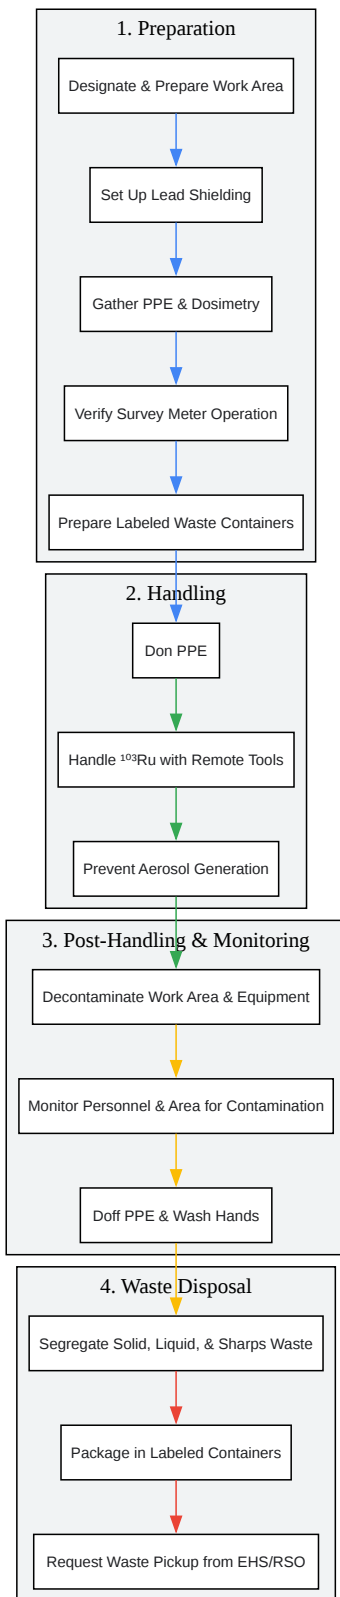 1. Preparation
Designate & Prepare Work Area
Set Up Lead Shielding
Gather PPE & Dosimetry
Verify Survey Meter Operation
Prepare Labeled Waste Containers
2. Handling
Don PPE
Handle ¹⁰³Ru with Remote Tools
Prevent Aerosol Generation
3. Post-Handling & Monitoring
Decontaminate Work Area & Equipment
Monitor Personnel & Area for Contamination
Doff PPE & Wash Hands
4. Waste Disposal
Segregate Solid, Liquid, & Sharps Waste
Package in Labeled Containers
Request Waste Pickup from EHS/RSO